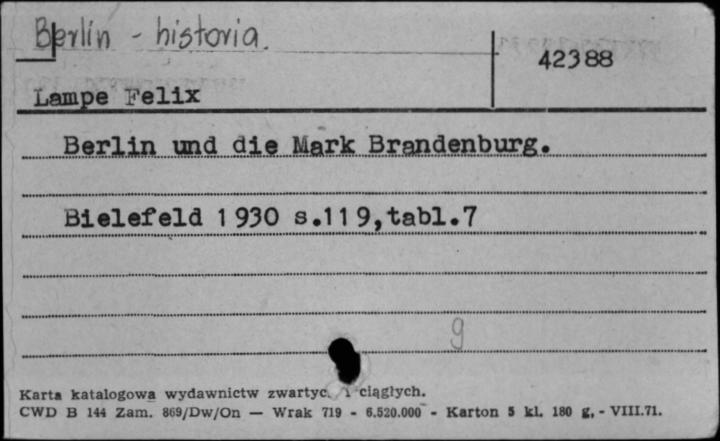 Berlin - historia.
42388
Lampe Felix
Berlin und die Mark Brandenburg.
Bielefeld 1930 s.119,tabl.7
9
Karta katalogowa wydawnictw ciągłych.
CWD B 144 Zam. 869/Dw/On — Wrak 719 - 6.520.000 - Karton 5 kl. 180 g, - VIII.71.